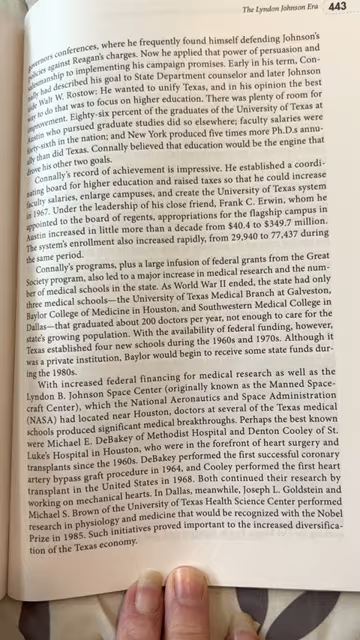 The Lyndon Johnson Era 443
conferences, where he frequently found himself defending Johnson's
against Reagan's charges. Now he applied that power of persuasion and
to implementing his campaign promises. Early in his term, Con-
had described his goal to State Department counselor and later Johnson
Walt W. Rostow: He wanted to unify Texas, and in his opinion the best
to do that was to focus on higher education. There was plenty of room for
improvement. Eighty-six percent of the graduates of the University of Texas at
who pursued graduate studies did so elsewhere; faculty salaries were
in the nation; and New York produced five times more Ph.D.s annu-
than did Texas. Connally believed that education would be the engine that
his other two goals.
Connally's record of achievement is impressive. He established a coordi-
nating board for higher education and raised taxes so that he could increase
faculty salaries, enlarge campuses, and create the University of Texas system
in 1967. Under the leadership of his close friend, Frank C. Erwin, whom he
appointed to the board of regents, appropriations for the flagship campus in
Austin increased in little more than a decade from $40.4 to $349.7 million.
The system's enrollment also increased rapidly, from 29,940 to 77,437 during
the same period.
Connally's programs, plus a large infusion of federal grants from the Great
Society program, also led to a major increase in medical research and the num-
ber of medical schools in the state. As World War II ended, the state had only
three medical schools—the University of Texas Medical Branch at Galveston,
Baylor College of Medicine in Houston, and Southwestern Medical College in
Dallas—that graduated about 200 doctors per year, not enough to care for the
state's growing population. With the availability of federal funding, however,
Texas established four new schools during the 1960s and 1970s. Although it
was a private institution, Baylor would begin to receive some state funds dur-
ing the 1980s.
With increased federal financing for medical research as well as the
Lyndon B. Johnson Space Center (originally known as the Manned Space-
craft Center), which the National Aeronautics and Space Administration
(NASA) had located near Houston, doctors at several of the Texas medical
schools produced significant medical breakthroughs. Perhaps the best known
were Michael E. DeBakey of Methodist Hospital and Denton Cooley of St.
Luke's Hospital in Houston, who were in the forefront of heart surgery and
transplants since the 1960s. DeBakey performed the first successful coronary
artery bypass graft procedure in 1964, and Cooley performed the first heart
transplant in the United States in 1968. Both continued their research by
working on mechanical hearts. In Dallas, meanwhile, Joseph L. Goldstein and
Michael S. Brown of the University of Texas Health Science Center performed
research in physiology and medicine that would be recognized with the Nobel
Prize in 1985. Such initiatives proved important to the increased diversifica-
tion of the Texas economy.